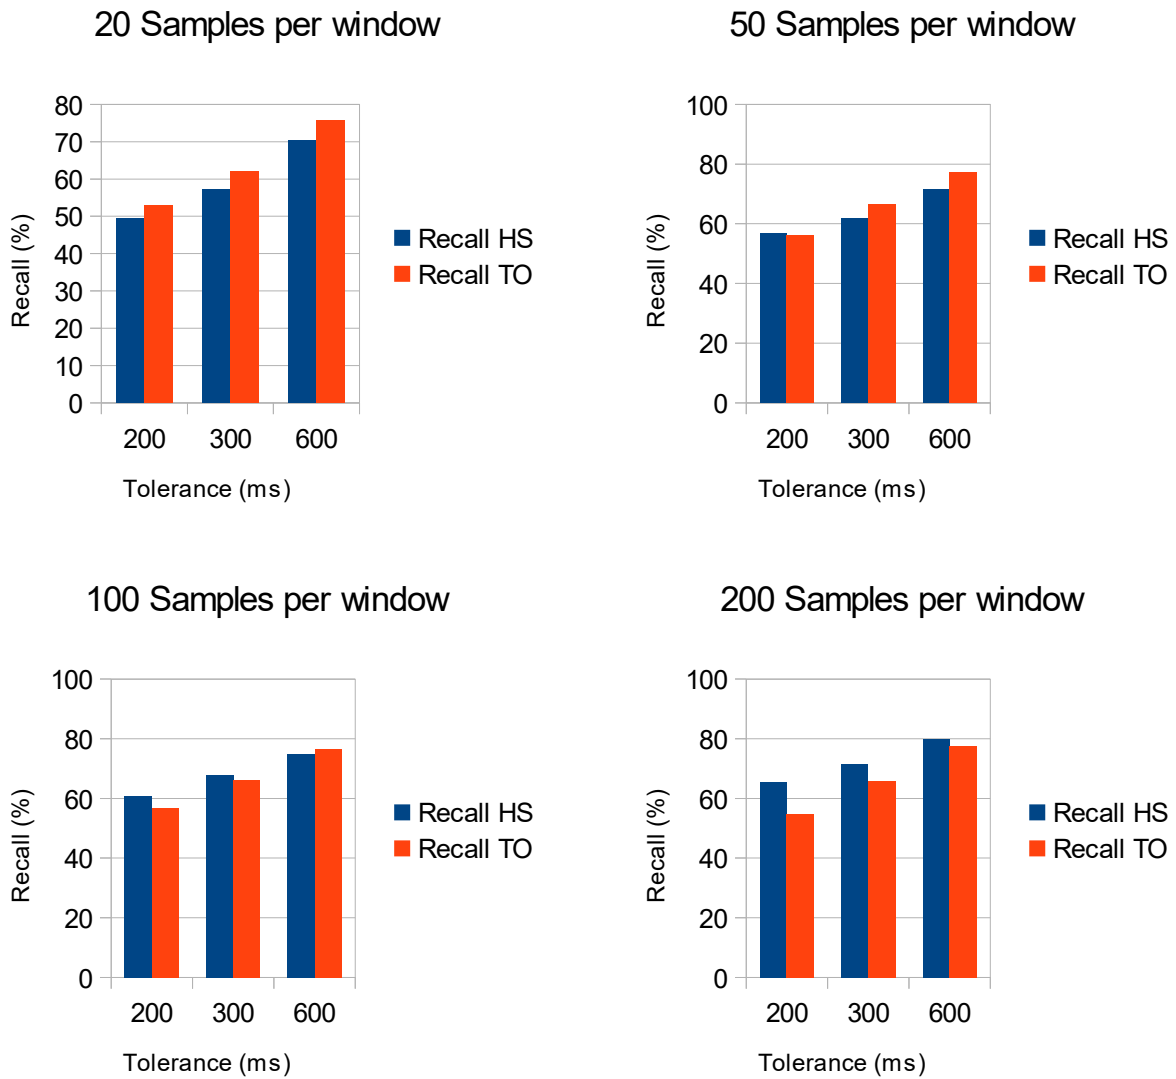 20 Samples per window
80
70
60
50
40
30
20
10
0
Recall (%)
200 300 600
Tolerance (ms)
Recall HS
Recall TO
50 Samples per window
100
80
60
40
20
0
Recall (%)
200 300 600
Tolerance (ms)
Recall HS
Recall TO
100 Samples per window
100
80
60
40
20
0
Recall (%)
200 300 600
Tolerance (ms)
Recall HS
Recall TO
200 Samples per window
100
80
60
40
20
0
Recall (%)
200 300 600
Tolerance (ms)
Recall HS
Recall TO